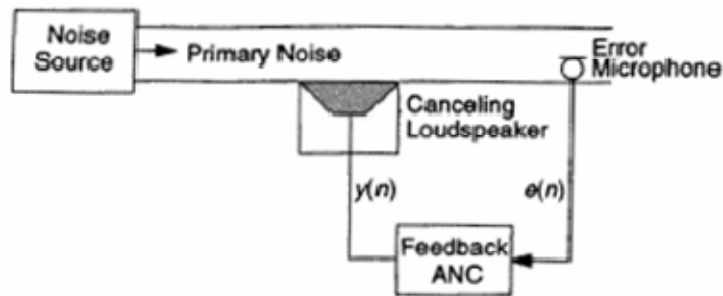 Noise
Source
Primary Noise
Error
Microphone
Canceling
Loudspeaker
y(n)
e(n)
Feedback
ANC